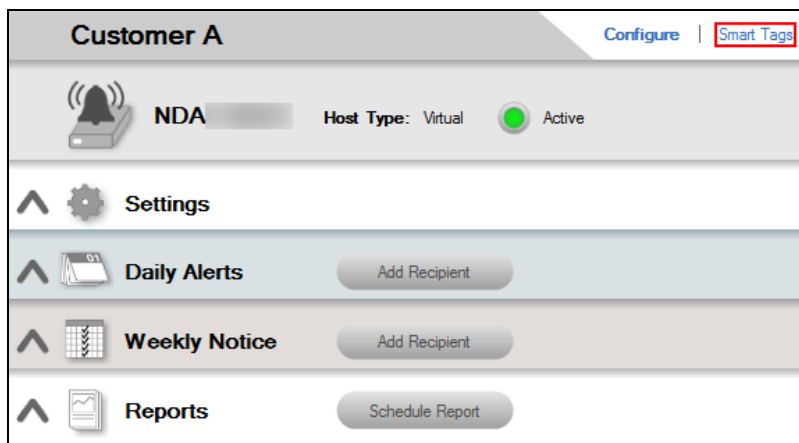 Customer A
Configure | Smart Tags
NDA
Host Type: Virtual
Active
Settings
01
Daily Alerts
Add Recipient
Weekly Notice
Add Recipient
Reports
Schedule Report